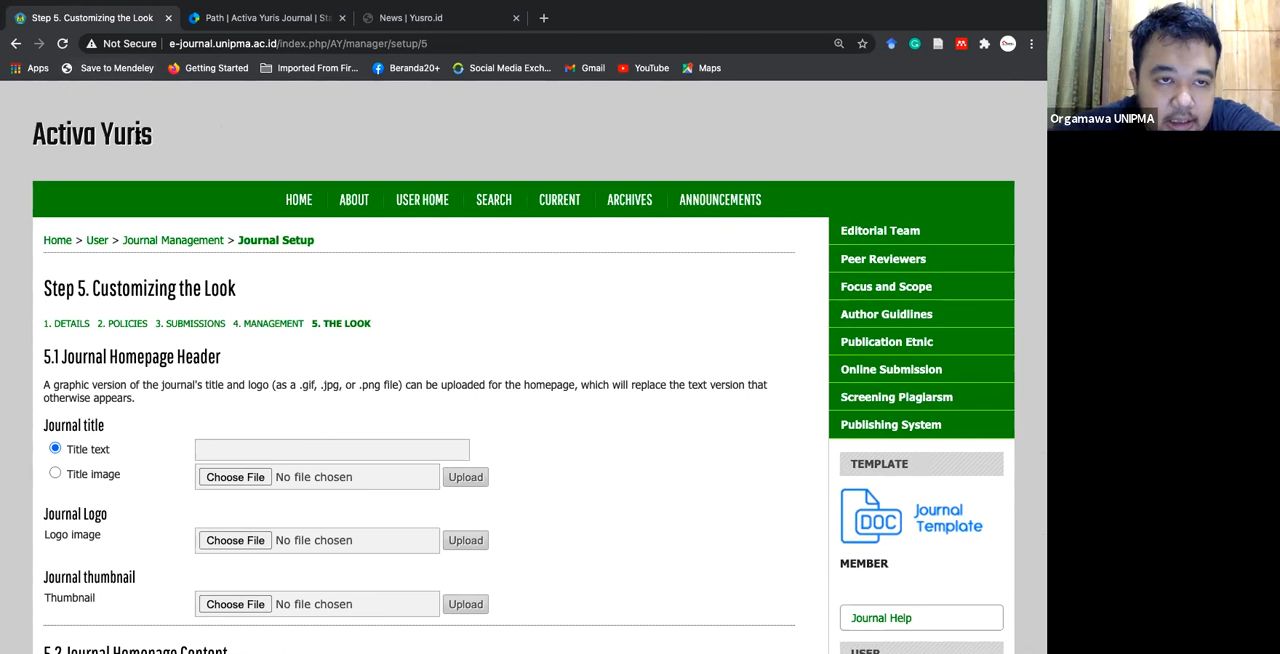 Step 5. Customizing the Look
Path | Activa Yuris Journal | Sta
News | Yusro.id
Not Secure | e-journal.unipma.ac.id/index.php/AY/manager/setup/5
Apps Save to Mendeley Getting Started Imported From Fir... Beranda20+ Social Media Exch... Gmail YouTube Maps
Orgamawa UNIPMA
Activa Yuris
HOME ABOUT USER HOME SEARCH CURRENT ARCHIVES ANNOUNCEMENTS
Home > User > Journal Management > Journal Setup
Step 5. Customizing the Look
1. DETAILS 2. POLICIES 3. SUBMISSIONS 4. MANAGEMENT 5. THE LOOK
5.1 Journal Homepage Header
A graphic version of the journal's title and logo (as a .gif, .jpg, or .png file) can be uploaded for the homepage, which will replace the text version that
otherwise appears.
Journal title
Title text
Title image Choose File No file chosen Upload
Journal Logo
Logo image Choose File No file chosen Upload
Journal thumbnail
Thumbnail Choose File No file chosen Upload
5.2 Journal Homepage Content
Editorial Team
Peer Reviewers
Focus and Scope
Author Guidlines
Publication Etnic
Online Submission
Screening Plagiarsm
Publishing System
TEMPLATE
DOC
Journal
Template
MEMBER
Journal Help
USER